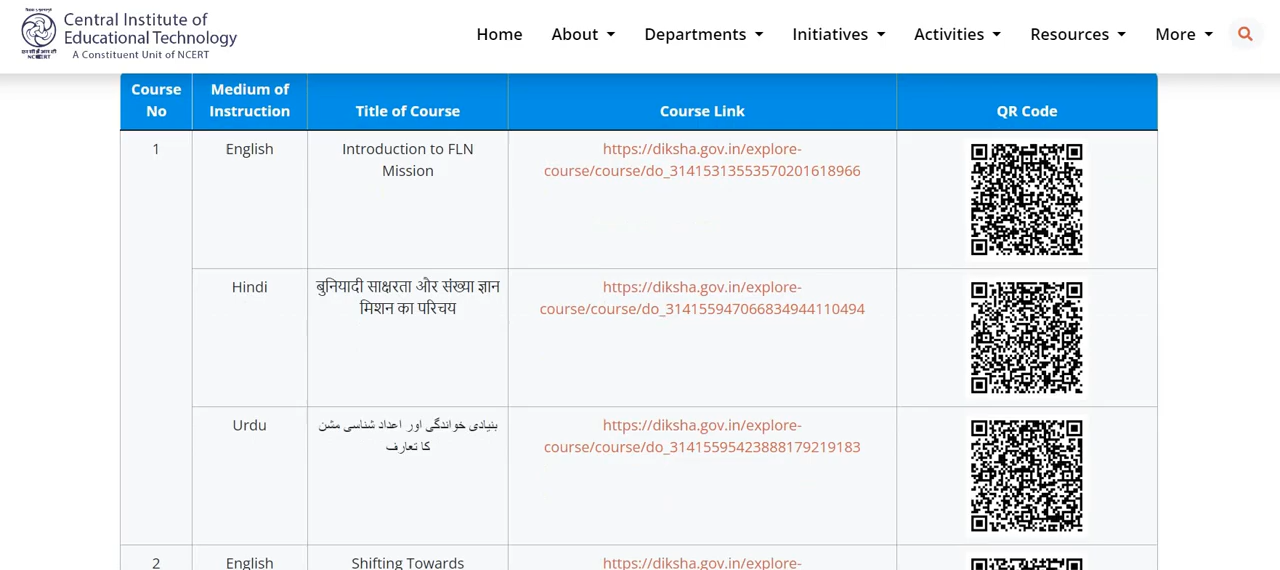 Central Institute of
Educational Technology
A Constituent Unit of NCERT
Home About Departments Initiatives Activities Resources More
Course No Medium of Instruction Title of Course Course Link QR Code
1 English Introduction to FLN Mission https://diksha.gov.in/explore-
course/course/do_31415313553570201618966
Hindi बुनियादी साक्षरता और संख्या ज्ञान
मिशन का परिचय
https://diksha.gov.in/explore-
course/course/do_314155947066834944110494
Urdu بنیادی خواندگی اور اعداد شناسی مشن
کا تعارف
https://diksha.gov.in/explore-
course/course/do_31415595423888179219183
2 English Shifting Towards https://diksha.gov.in/explore-